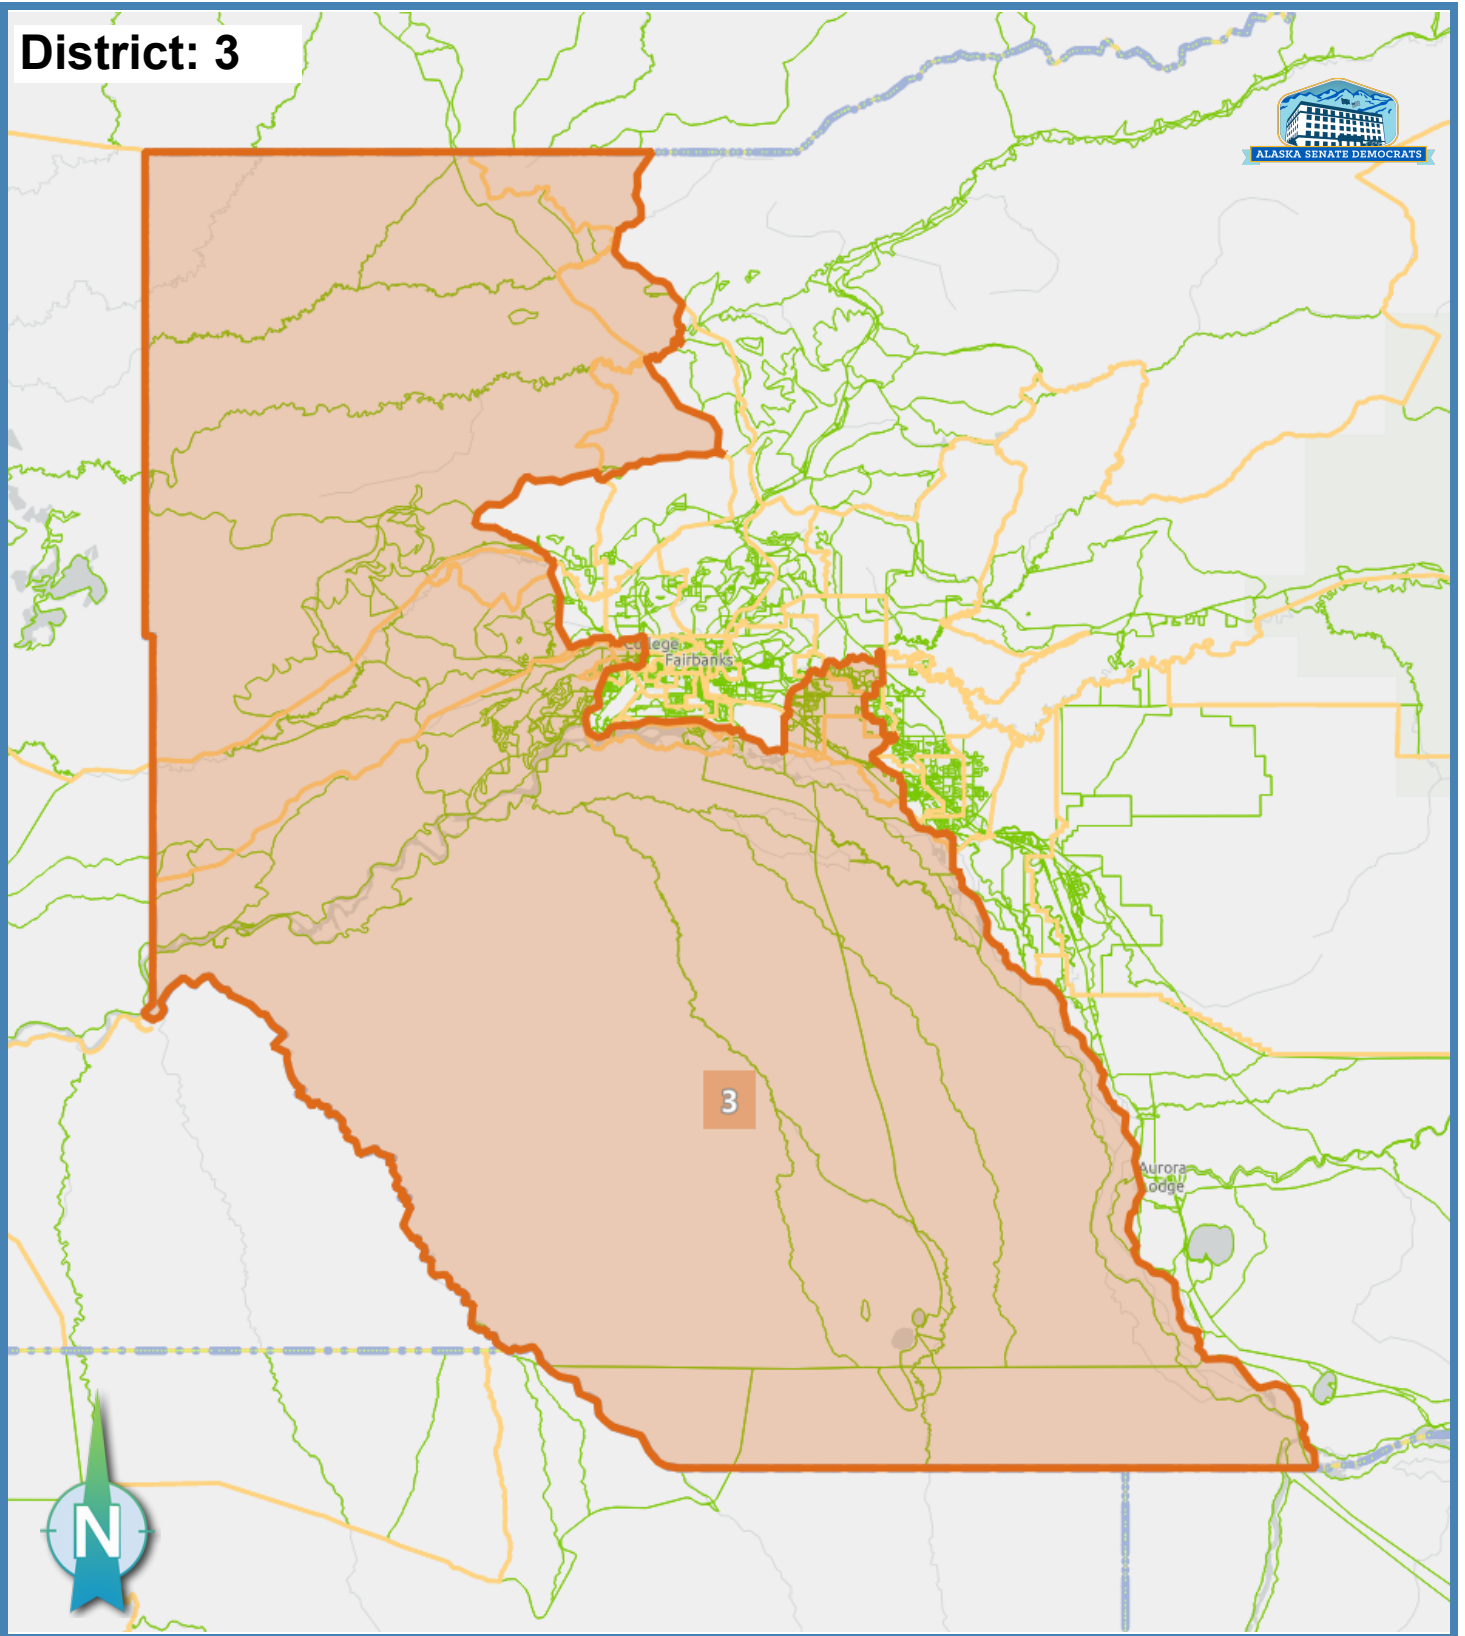 District: 3
ALASKA SENATE DEMOCRATS
College
Fairbanks
3
Aurora
Lodge
N